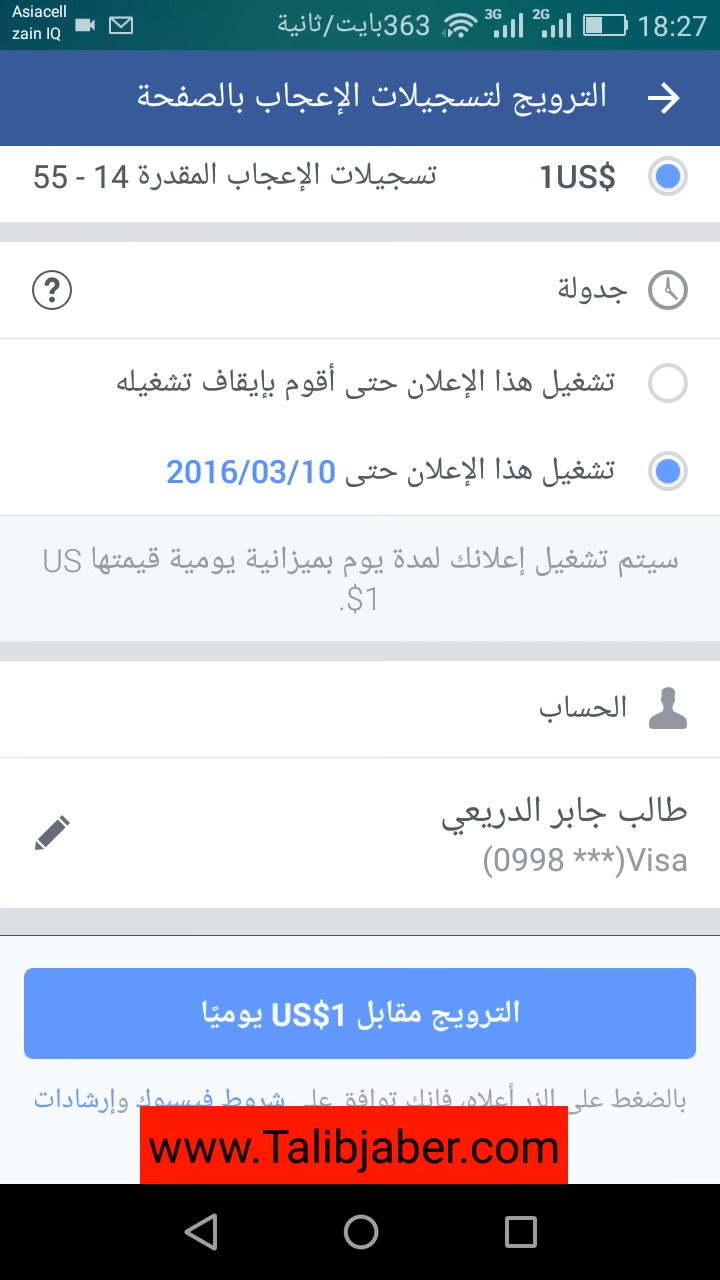 Asiacell
zain IQ
363بايت/ثانية 3G 2G 18:27
الترويج لتسجيلات الإعجاب بالصفحة
1US$ تسجيلات الإعجاب المقدرة 14 - 55
جدولة
?
تشغيل هذا الإعلان حتى أقوم بإيقاف تشغيله
تشغيل هذا الإعلان حتى 2016/03/10
سيتم تشغيل إعلانك لمدة يوم بميزانية يومية قيمتها US
$1.
الحساب
طالب جابر الدريعي
Visa(*** 0998)
الترويج مقابل US$1 يوميًا
بالضغط على الزر أعلاه، فإنك توافق على شروط فيسبوك وإرشادات
www.Talibjaber.com